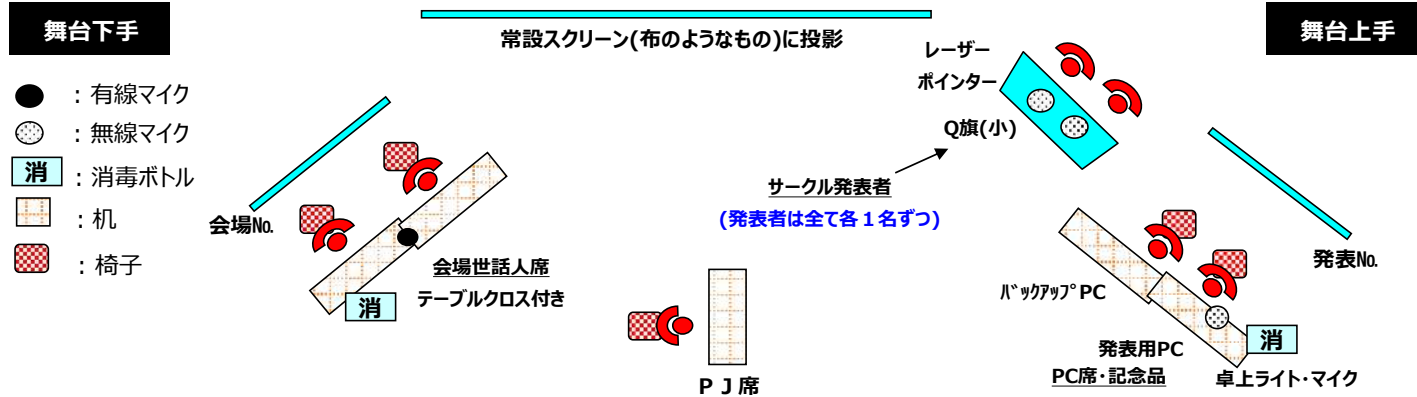 舞台下手
常設スクリーン(布のようなもの)に投影
舞台上手
レーザー
ポインター
Q旗(小)
：有線マイク
：無線マイク
消 ：消毒ボトル
：机
：椅子
会場No.
会場世話人席
テーブルクロス付き
消
サークル発表者
(発表者は全て各１名ずつ)
ＰＪ席
発表No.
ﾊﾞｯｸｱｯﾌﾟPC
発表用PC
PC席・記念品
消
卓上ライト・マイク